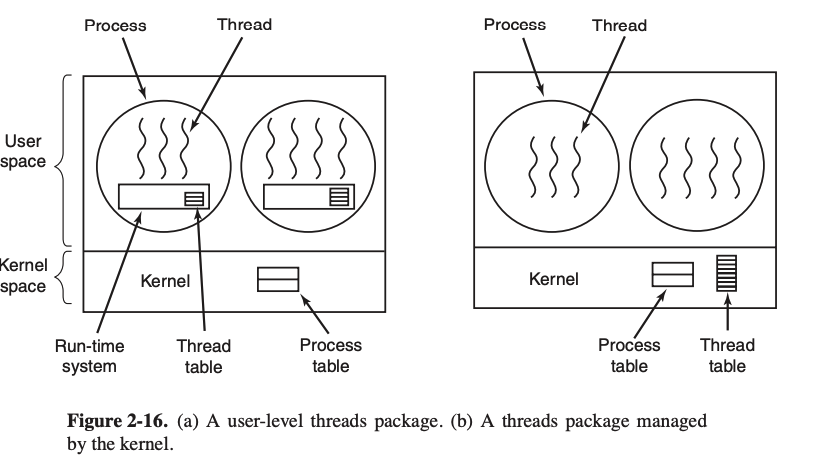 Process Thread
Process Thread
User
space
Kernel
space
Kernel
Kernel
Run-time
system
Thread
table
Process
table
Process
table
Thread
table
Figure 2-16. (a) A user-level threads package. (b) A threads package managed
by the kernel.